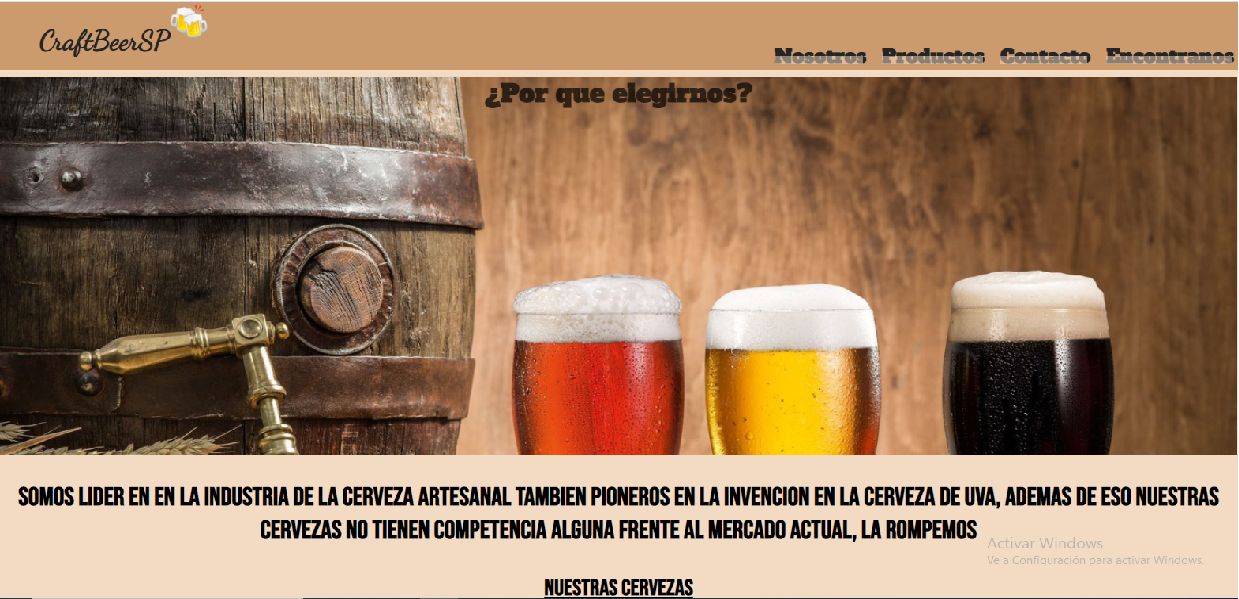 CraftBeerSP
Nosotros Productos Contacto Encontranos
¿Por que elegirnos?
SOMOS LIDER EN EN LA INDUSTRIA DE LA CERVEZA ARTESANAL TAMBIEN PIONEROS EN LA INVENCION EN LA CERVEZA DE UVA, ADEMAS DE ESO NUESTRAS
CERVEZAS NO TIENEN COMPETENCIA ALGUNA FRENTE AL MERCADO ACTUAL, LA ROMPEMOS
Activar Windows
Ve a Configuración para activar Windows.
NUESTRAS CERVEZAS